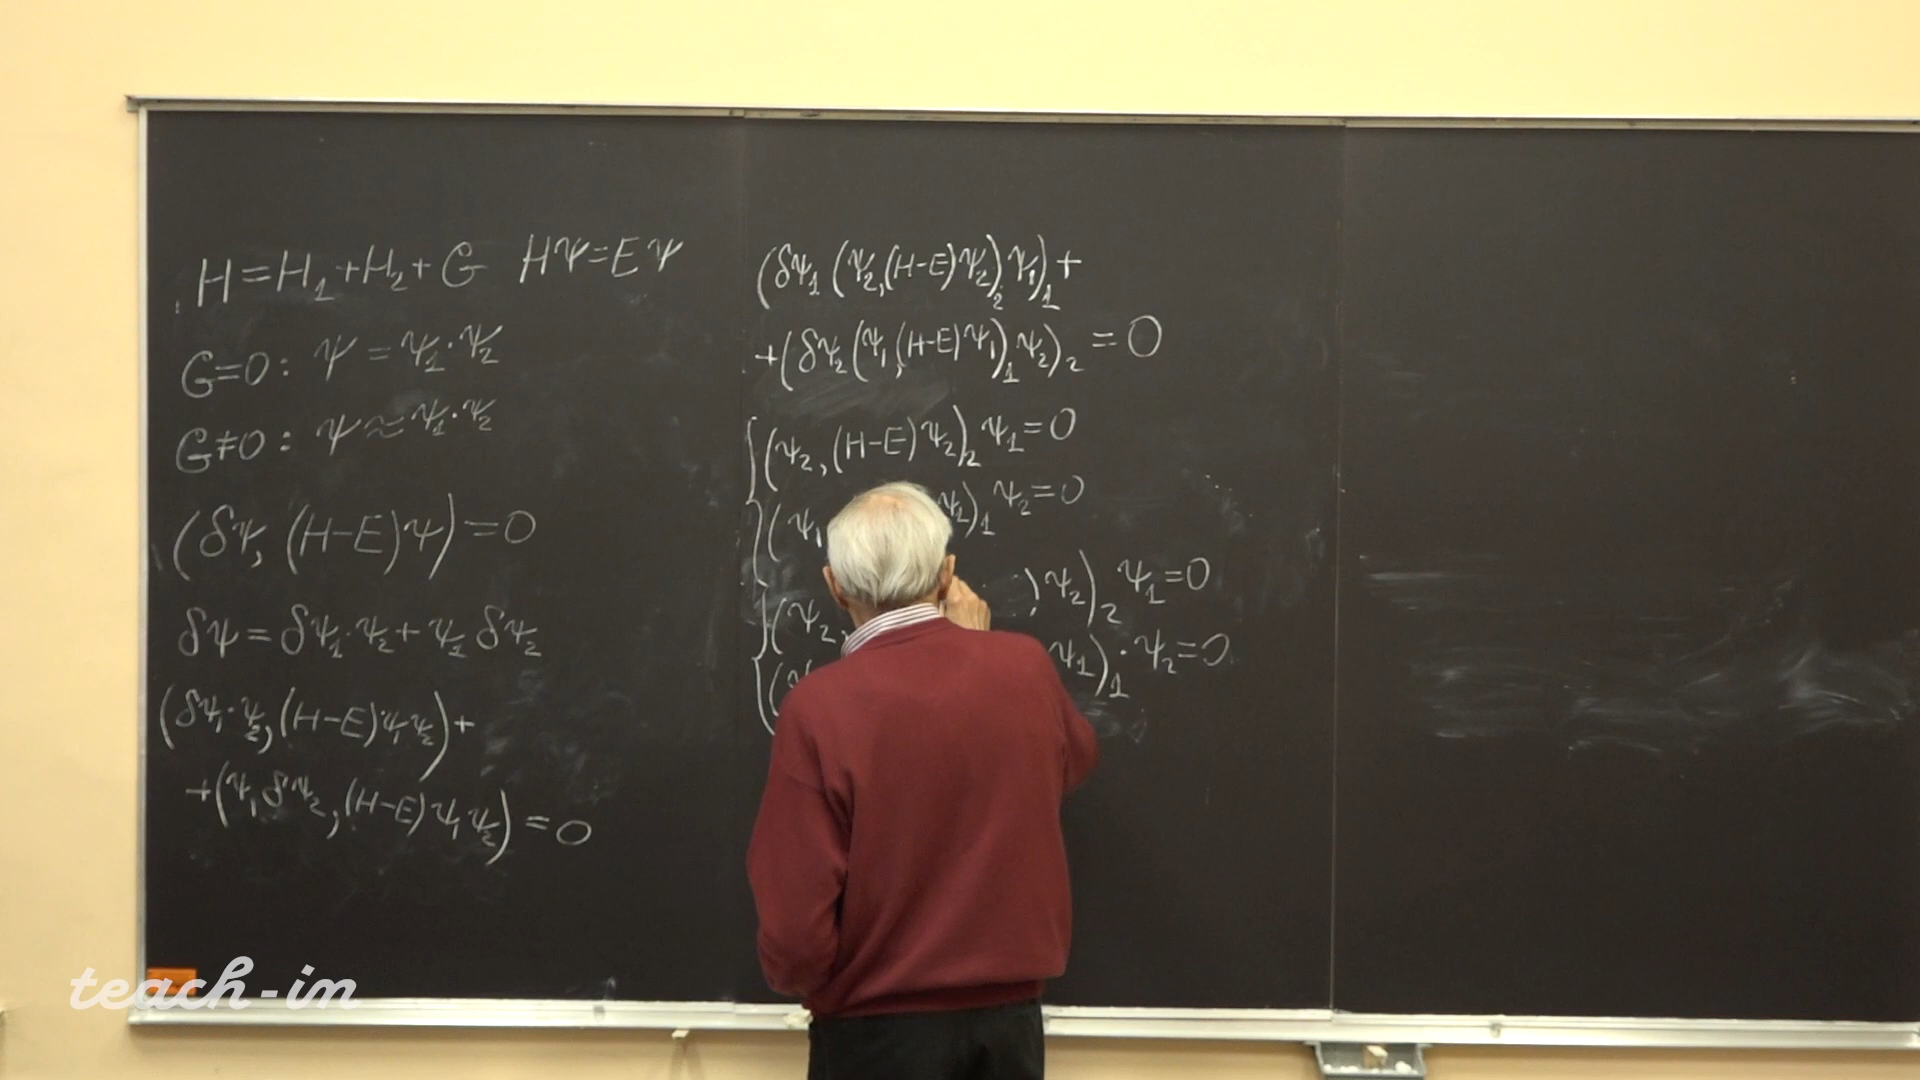 H = H₁ + H₂ + G   HΨ = EΨ
G=0 : Ψ = Ψ₁·Ψ₂
G≠0 : Ψ ≈ Ψ₁·Ψ₂
(δΨ, (H-E)Ψ) = 0
δΨ = δΨ₁·Ψ₂ + Ψ₁ δΨ₂
(δΨ₁·Ψ₂, (H-E)Ψ₁Ψ₂) +
+ (Ψ₁δΨ₂, (H-E)Ψ₁Ψ₂) = 0
(δΨ₁ (Ψ₂, (H-E)Ψ₂)₂ Ψ₁)₁ +
+ (δΨ₂ (Ψ₁, (H-E)Ψ₁)₁ Ψ₂)₂ = 0
{ (Ψ₂, (H-E)Ψ₂)₂ Ψ₁ = 0
(Ψ₁ Ψ₁)₁ Ψ₂ = 0
{ (Ψ₂, )Ψ₂)₂ Ψ₁ = 0
( Ψ₁)₁·Ψ₂ = 0
teach-in